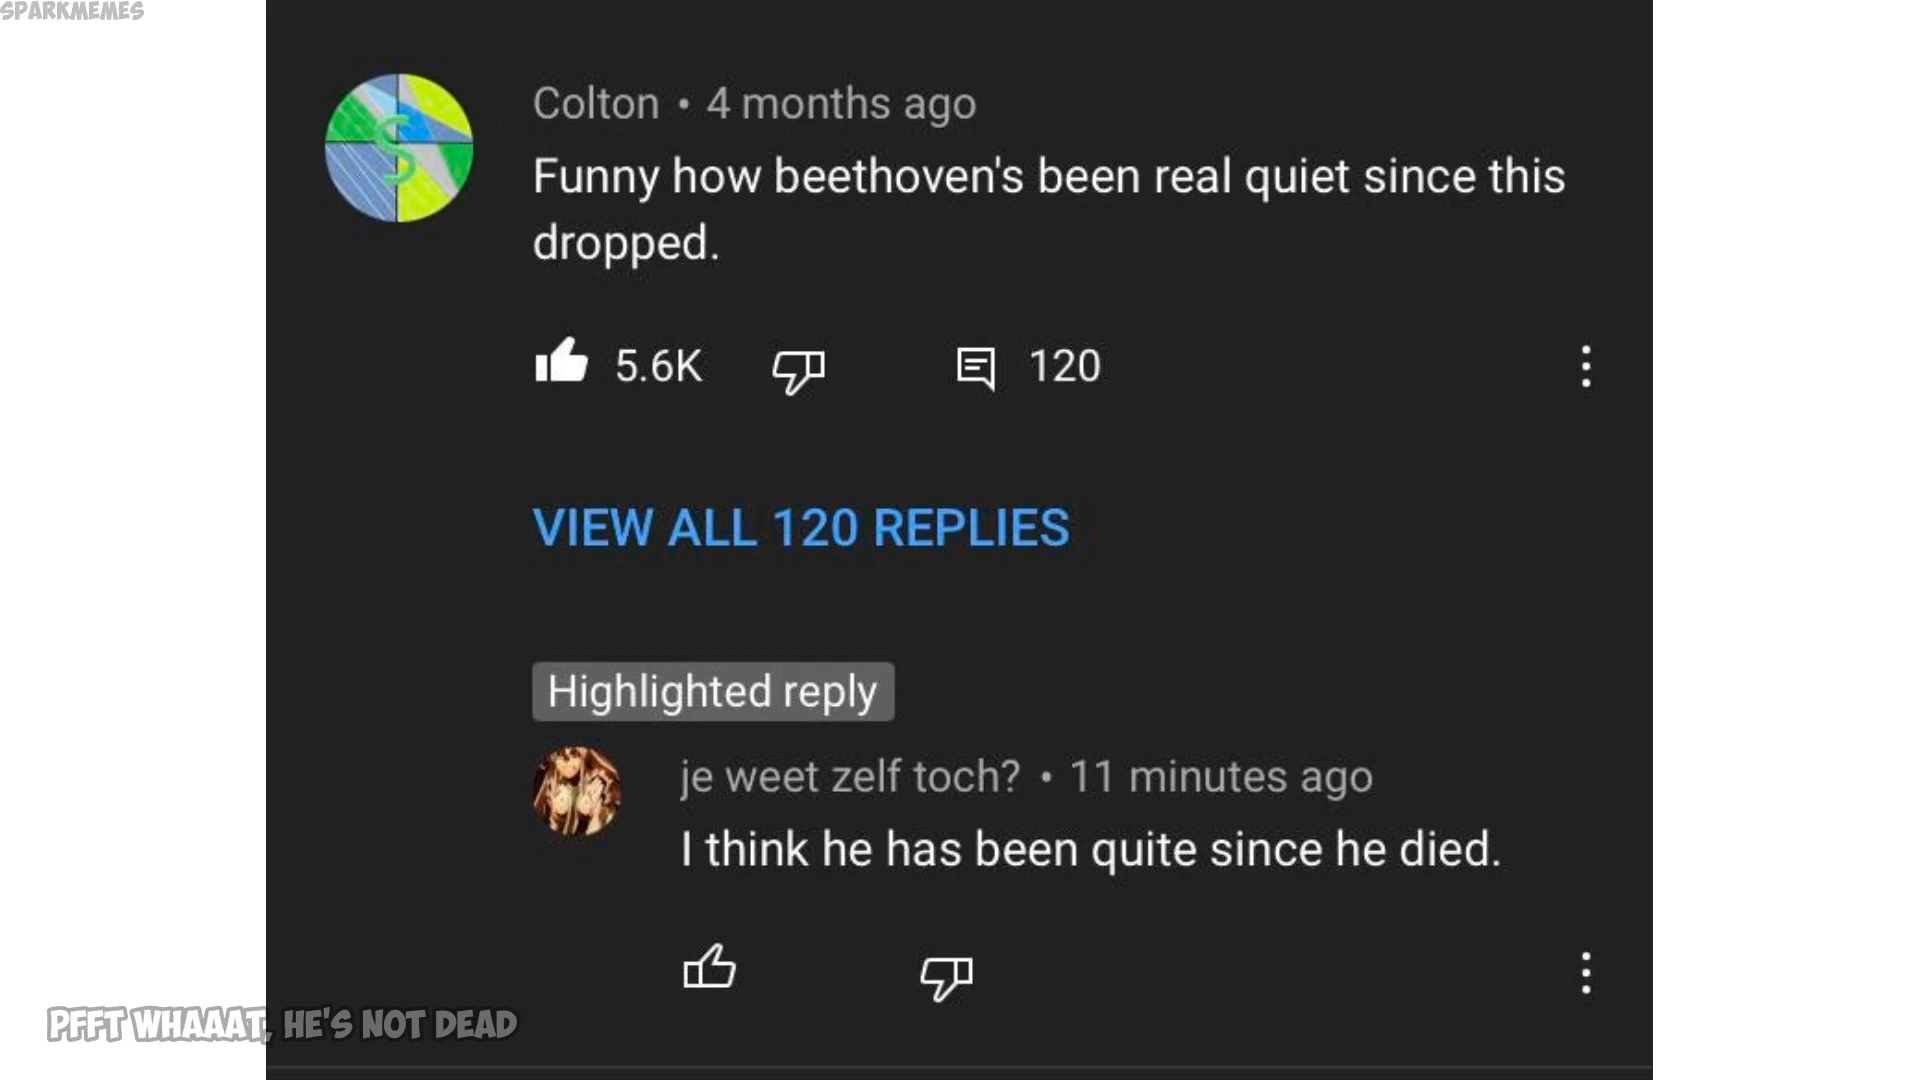 SPARKMEMES
Colton • 4 months ago
Funny how beethoven's been real quiet since this
dropped.
5.6K 120
VIEW ALL 120 REPLIES
Highlighted reply
je weet zelf toch? • 11 minutes ago
I think he has been quite since he died.
PFFT WHAAAT, HE'S NOT DEAD